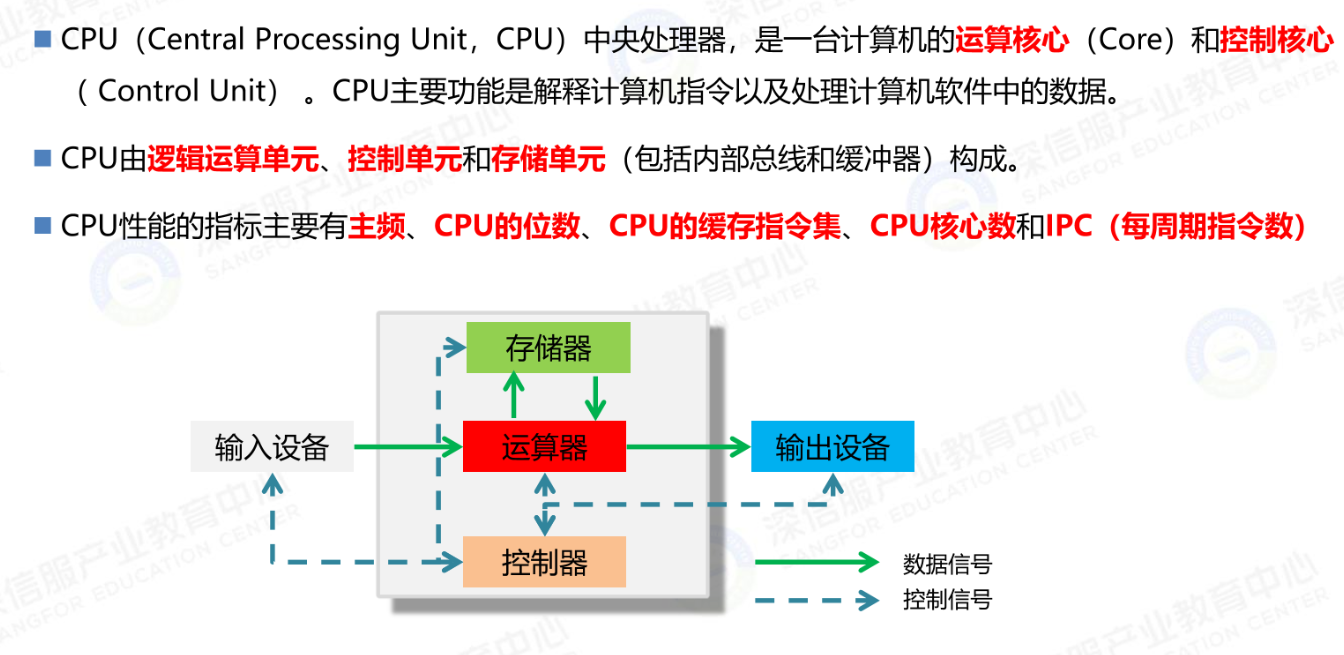 CPU（Central Processing Unit，CPU）中央处理器，是一台计算机的运算核心（Core）和控制核心
（ Control Unit） 。CPU主要功能是解释计算机指令以及处理计算机软件中的数据。
CPU由逻辑运算单元、控制单元和存储单元（包括内部总线和缓冲器）构成。
CPU性能的指标主要有主频、CPU的位数、CPU的缓存指令集、CPU核心数和IPC（每周期指令数）
存储器
输入设备
运算器
输出设备
控制器
数据信号
控制信号
深信服产业教育中心
SANGFOR EDUCATION CENTER